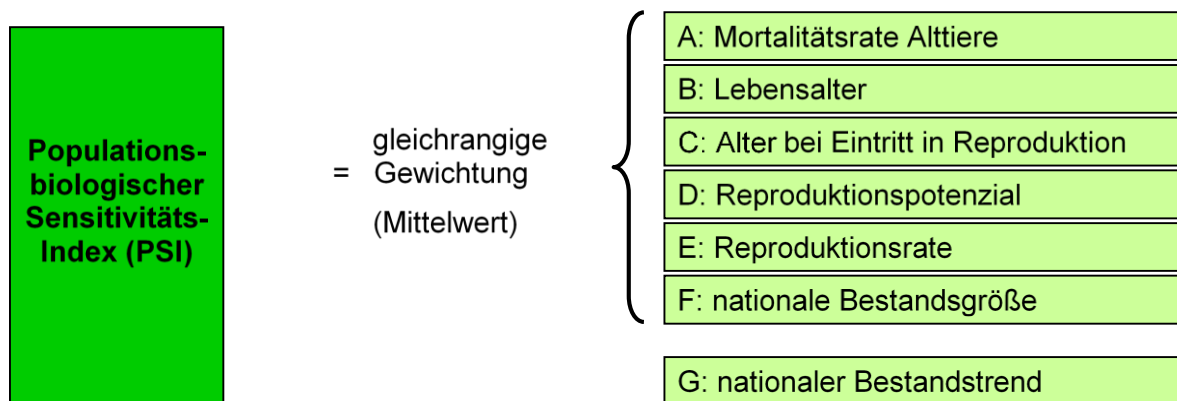 Populations-
biologischer
Sensitivitäts-
Index (PSI)
=
gleichrangige
Gewichtung
(Mittelwert)
A: Mortalitätsrate Alttiere
B: Lebensalter
C: Alter bei Eintritt in Reproduktion
D: Reproduktionspotenzial
E: Reproduktionsrate
F: nationale Bestandsgröße
G: nationaler Bestandstrend